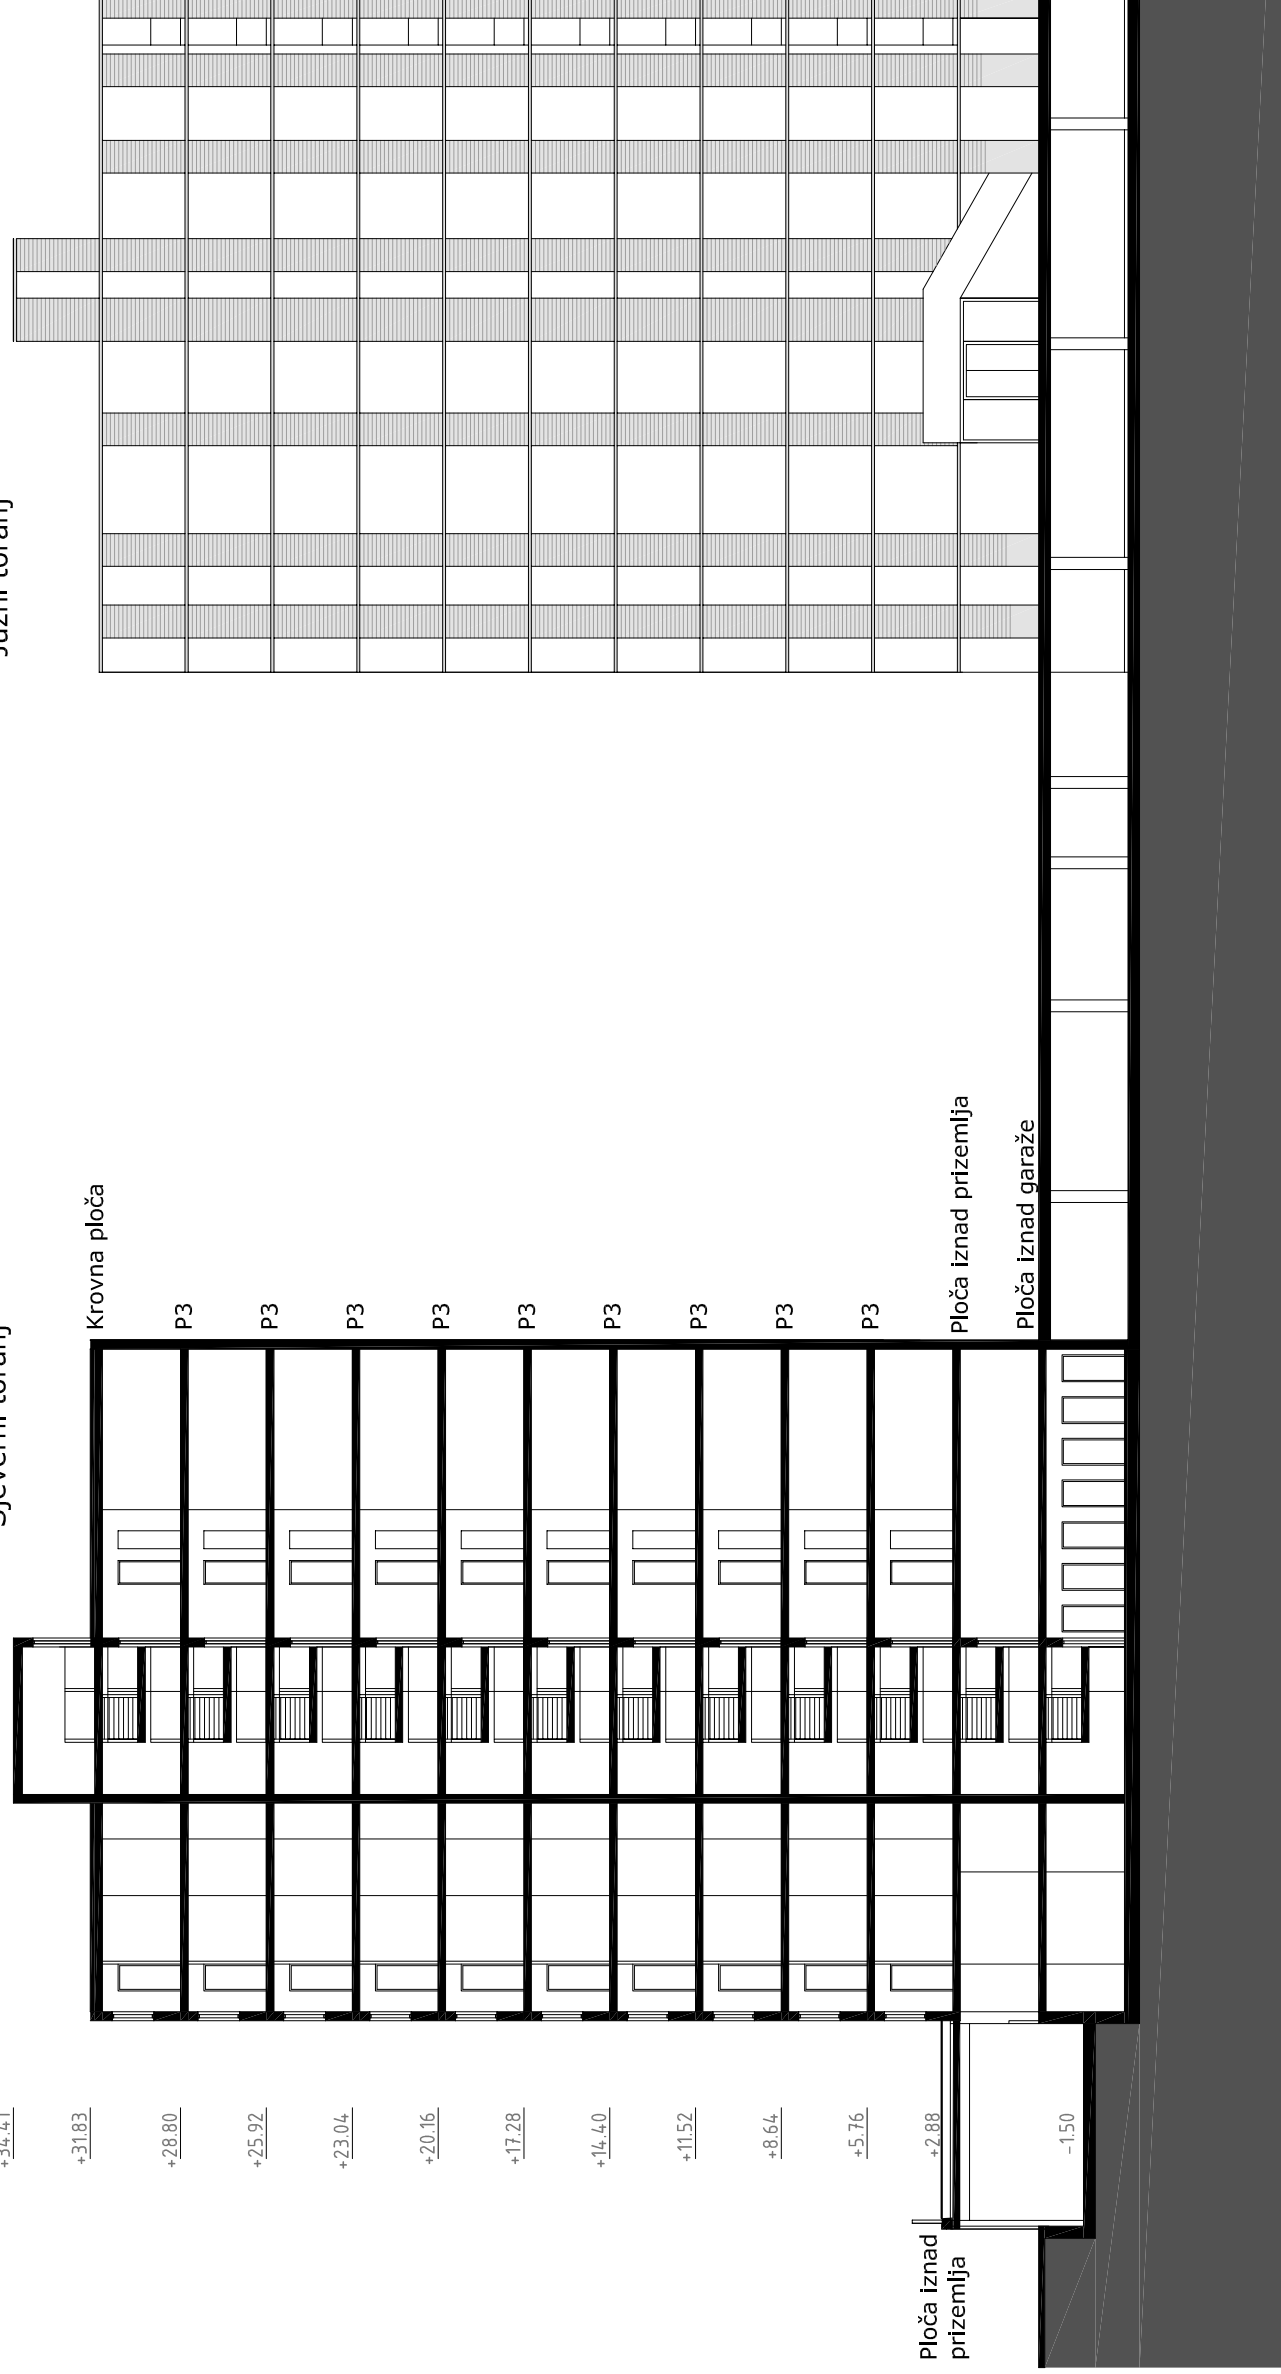 Sjeverni toranj
Južni toranj
+34.41
+31.83
Krovna ploča
+28.80
P3
+25.92
P3
+23.04
P3
+20.16
P3
+17.28
P3
+14.40
P3
+11.52
P3
+8.64
P3
+5.76
P3
+2.88
Ploča iznad prizemlja
Ploča iznad
prizemlja
Ploča iznad garaže
-1.50